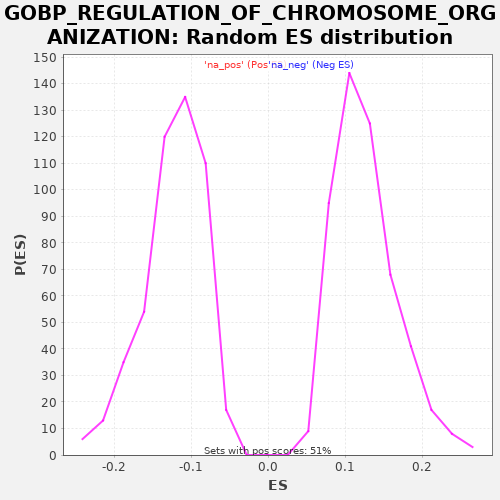 GOBP_REGULATION_OF_CHROMOSOME_ORG
ANIZATION: Random ES distribution
'na_pos' (Pos'na_neg' (Neg ES)
150
140
130
120
110
100
90
80
70
60
50
40
30
20
10
0
P(ES)
Sets with pos scores: 51%
-0.2 -0.1 0.0 0.1 0.2
ES